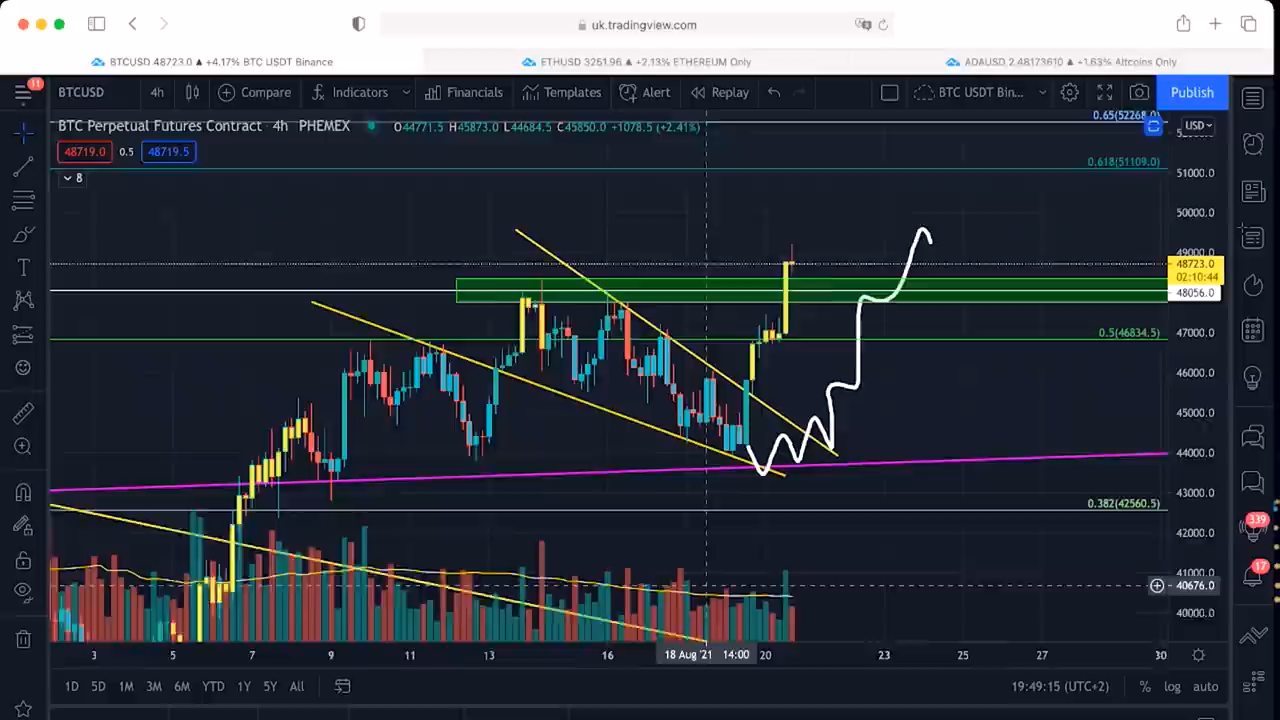 uk.tradingview.com
BTCUSD 48723.0 ▲ +4.17% BTC USDT Binance
ETHUSD 3251.96 ▲ +2.13% ETHEREUM Only
ADAUSD 2.48173610 ▲ +1.63% Altcoins Only
11
BTCUSD 4h Compare Indicators Financials Templates Alert Replay BTC USDT Bin... Publish
BTC Perpetual Futures Contract · 4h PHEMEX O44771.5 H45873.0 L44684.5 C45850.0 +1078.5 (+2.41%)
0.65(52268.0)
USD
48719.0 0.5 48719.5
0.618(51109.0)
8
51000.0
50000.0
49000.0
48723.0
02:10:44
48056.0
0.5(46834.5)
47000.0
46000.0
45000.0
44000.0
43000.0
0.382(42560.5)
42000.0
41000.0
40676.0
40000.0
339
17
3 5 7 11 13 16 18 Aug '21 14:00 20 23 25 27 30
1D 5D 1M 3M 6M YTD 1Y 5Y All 19:49:15 (UTC+2) % log auto